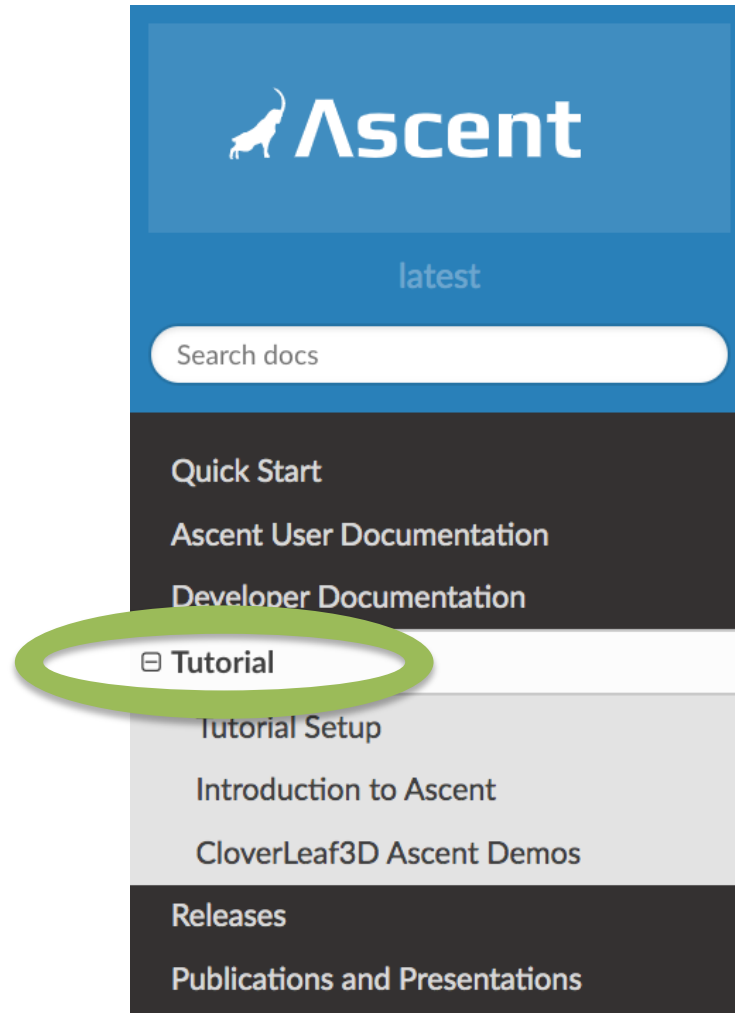 Ascent
latest
Search docs
Quick Start
Ascent User Documentation
Developer Documentation
Tutorial
Tutorial Setup
Introduction to Ascent
CloverLeaf3D Ascent Demos
Releases
Publications and Presentations